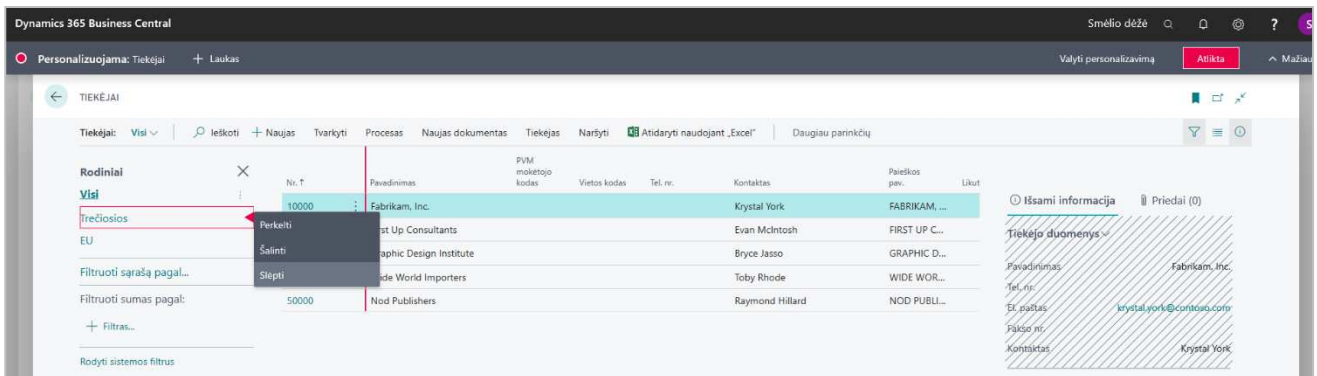 Dynamics 365 Business Central Smėlio dėžė ? S
Personalizuojama: Tiekėjai + Laukas Valyti personalizavimą Atlikta Mažiau
TIEKĖJAI
Tiekėjai: Visi Ieškoti + Naujas Tvarkyti Procesas Naujas dokumentas Tiekėjas Naršyti Atidaryti naudojant „Excel“ Daugiau parinkčių
Rodiniai
Visi
Trečiosios
EU
Filtruoti sąrašą pagal...
Filtruoti sumas pagal:
+ Filtras...
Rodyti sistemos filtrus
Perkelti
Šalinti
Slėpti
Nr. ↑ Pavadinimas PVM mokėtojo kodas Vietos kodas Tel. nr. Kontaktas Paieškos pav. Likut
10000 Fabrikam, Inc. Krystal York FABRIKAM, ...
rst Up Consultants Evan McIntosh FIRST UP C...
raphic Design Institute Bryce Jasso GRAPHIC D...
ide World Importers Toby Rhode WIDE WOR...
50000 Nod Publishers Raymond Hillard NOD PUBLI...
Išsami informacija Priedai (0)
Tiekėjo duomenys
Pavadinimas Fabrikam, Inc.
Tel. nr.
El. paštas krystal.york@contoso.com
Fakso nr.
Kontaktas Krystal York